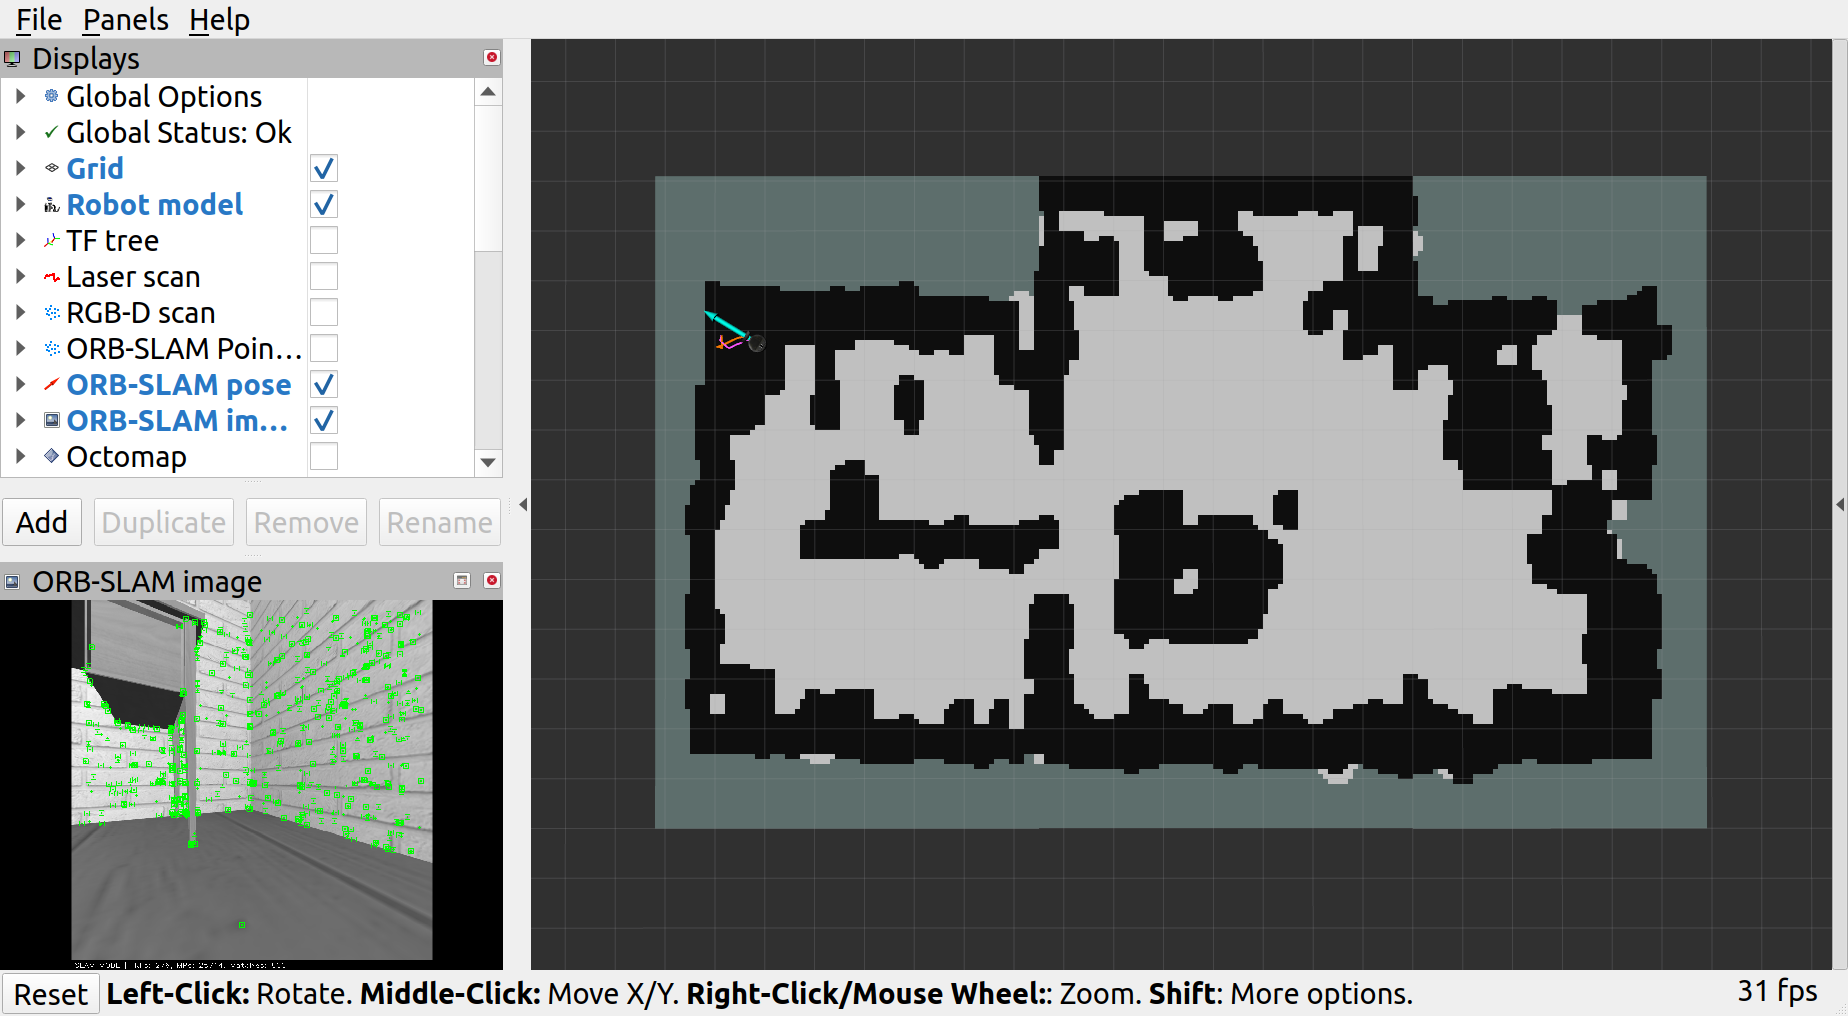 File Panels Help
Displays
Global Options
Global Status: Ok
Grid
Robot model
TF tree
Laser scan
RGB-D scan
ORB-SLAM Poin...
ORB-SLAM pose
ORB-SLAM im...
Octomap
Add Duplicate Remove Rename
ORB-SLAM image
SLAM MODE |
Reset Left-Click: Rotate. Middle-Click: Move X/Y. Right-Click/Mouse Wheel:: Zoom. Shift: More options. 31 fps